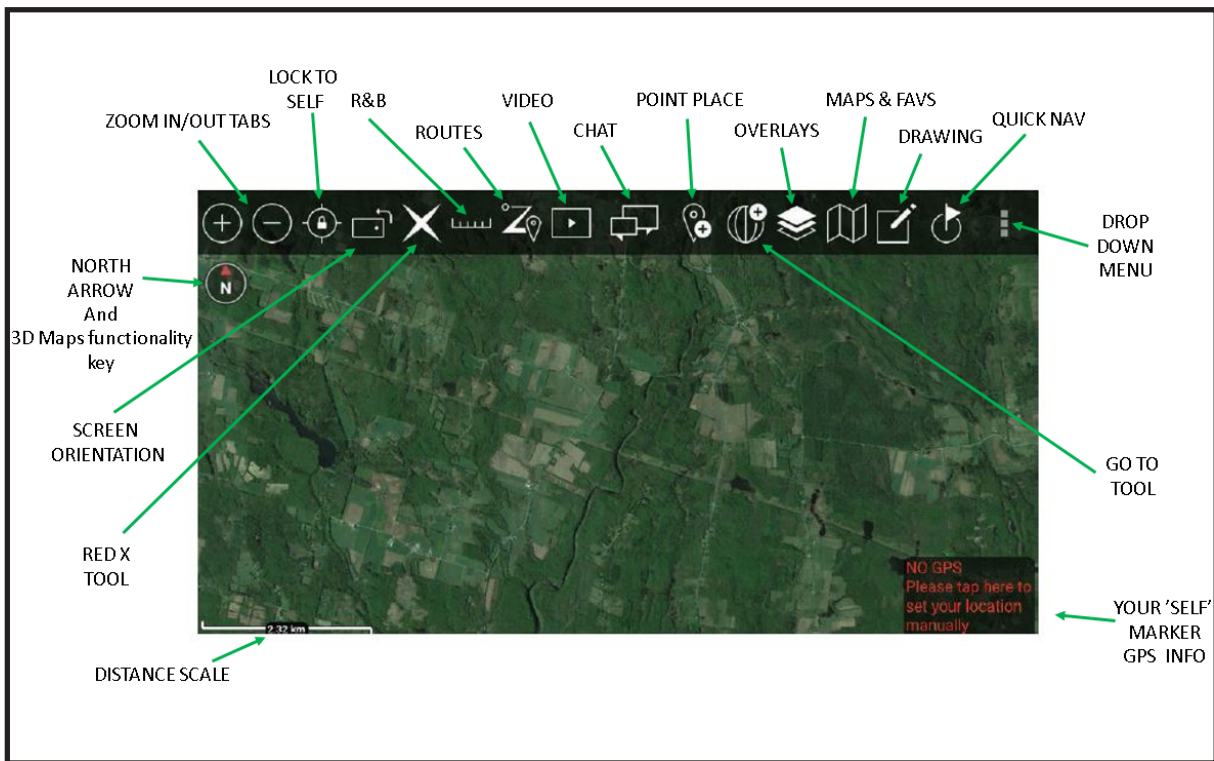 LOCK TO
SELF
R&B
VIDEO
POINT PLACE
MAPS & FAVS
ZOOM IN/OUT TABS
ROUTES
CHAT
OVERLAYS
DRAWING
QUICK NAV
DROP
DOWN
MENU
NORTH
ARROW
And
3D Maps functionality
key
N
SCREEN
ORIENTATION
GO TO
TOOL
RED X
TOOL
NO GPS
Please tap here to
set your location
manually
2.32 km
YOUR ’SELF’
MARKER
GPS INFO
DISTANCE SCALE